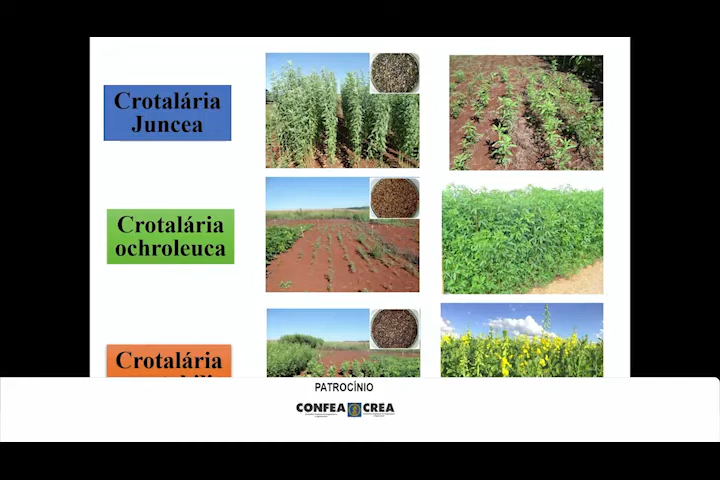 Crotalária
Juncea
Crotalária
ochroleuca
Crotalária
PATROCÍNIO
CONFEA CREA